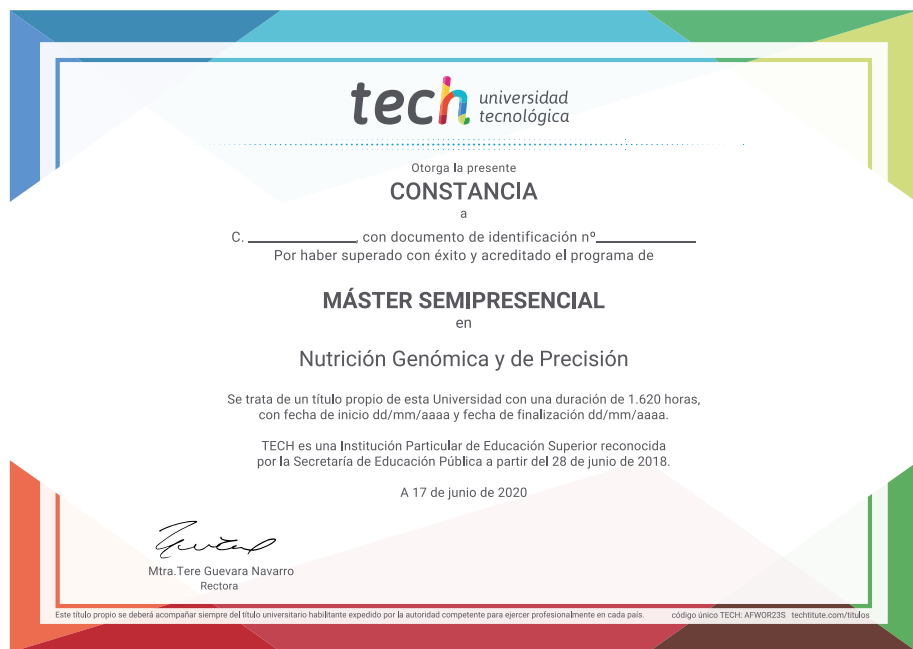 tech universidad
tecnológica
Otorga la presente
CONSTANCIA
a
C. ____________, con documento de identificación nº___________
Por haber superado con éxito y acreditado el programa de
MÁSTER SEMIPRESENCIAL
en
Nutrición Genómica y de Precisión
Se trata de un título propio de esta Universidad con una duración de 1.620 horas,
con fecha de inicio dd/mm/aaaa y fecha de finalización dd/mm/aaaa.
TECH es una Institución Particular de Educación Superior reconocida
por la Secretaría de Educación Pública a partir del 28 de junio de 2018.
A 17 de junio de 2020
Mtra.Tere Guevara Navarro
Rectora
Este título propio se deberá acompañar siempre del título universitario habilitante expedido por la autoridad competente para ejercer profesionalmente en cada país. código único TECH: AFWOR23S techtitute.com/titulos